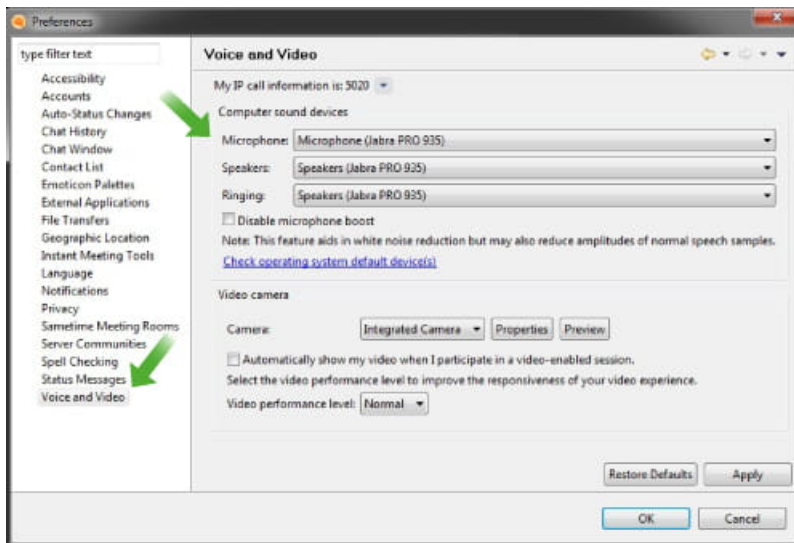 Preferences
type filter text
Accessibility
Accounts
Auto-Status Changes
Chat History
Chat Window
Contact List
Emoticon Palettes
External Applications
File Transfers
Geographic Location
Instant Meeting Tools
Language
Notifications
Privacy
Sametime Meeting Rooms
Server Communities
Spell Checking
Status Messages
Voice and Video
Voice and Video
My IP call information is: 5020
Computer sound devices
Microphone: Microphone (Jabra PRO 935)
Speakers: Speakers (Jabra PRO 935)
Ringing: Speakers (Jabra PRO 935)
Disable microphone boost
Note: This feature aids in white noise reduction but may also reduce amplitudes of normal speech samples.
Check operating system default device(s)
Video camera
Camera: Integrated Camera Properties Preview
Automatically show my video when I participate in a video-enabled session.
Select the video performance level to improve the responsiveness of your video experience.
Video performance level: Normal
Restore Defaults Apply
OK Cancel